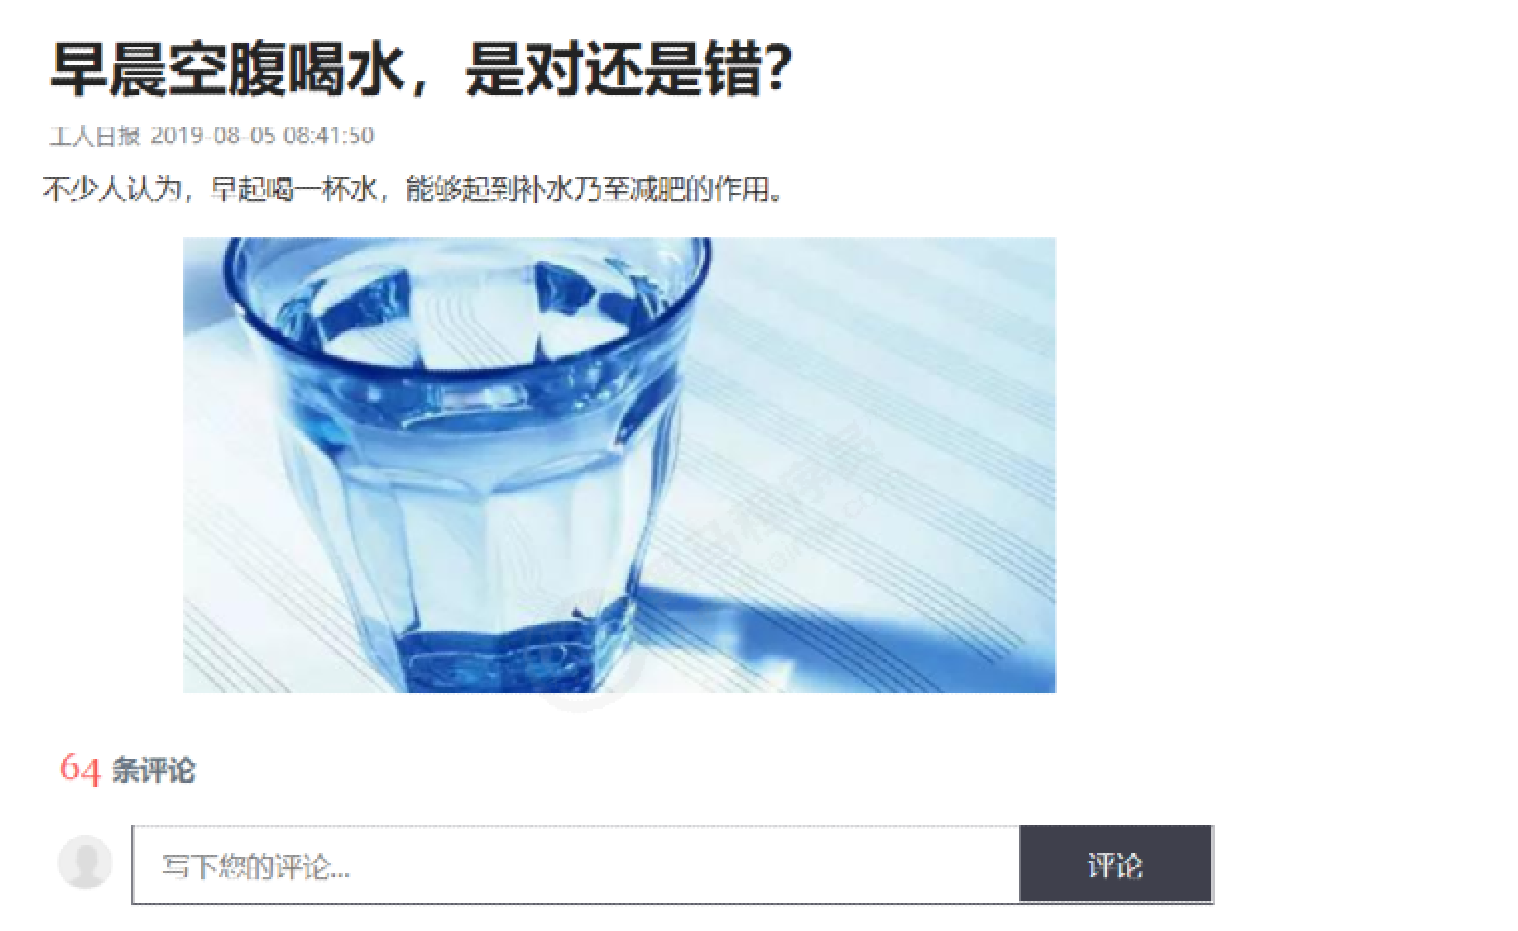 早晨空腹喝水，是对还是错？
工人日报 2019-08-05 08:41:50
不少人认为，早起喝一杯水，能够起到补水乃至减肥的作用。
64 条评论
写下您的评论... 评论